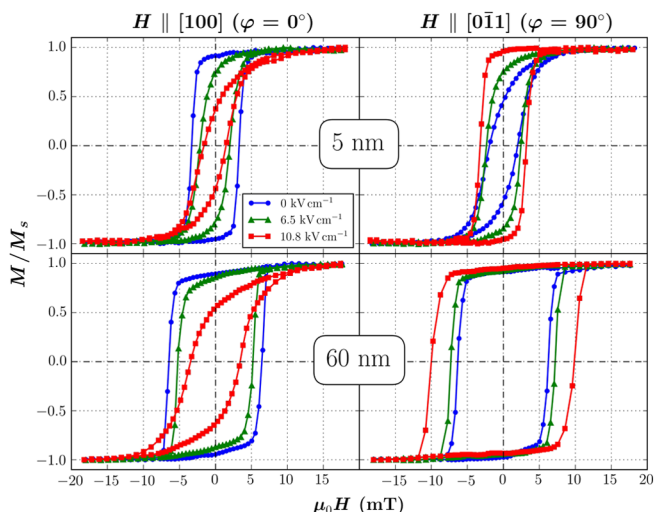 H ∥ [100] (φ = 0°)
H ∥ [01̄1] (φ = 90°)
M/Mₛ
1.0
0.5
0.0
−0.5
−1.0
5 nm
0 kV cm⁻¹
6.5 kV cm⁻¹
10.8 kV cm⁻¹
1.0
0.5
0.0
−0.5
−1.0
60 nm
−20 −15 −10 −5 0 5 10 15
−15 −10 −5 0 5 10 15 20
μ₀H (mT)